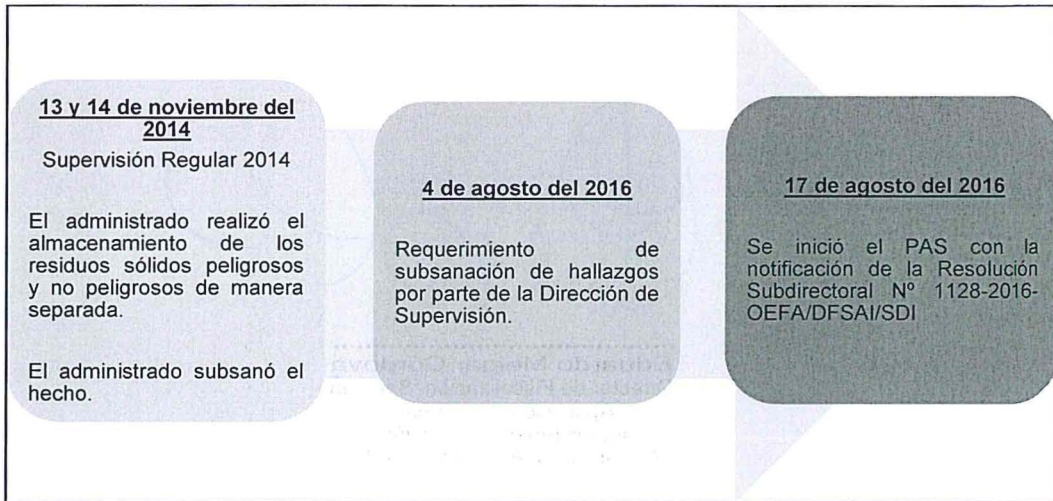 13 y 14 de noviembre del
2014
Supervisión Regular 2014
El administrado realizó el
almacenamiento de los
residuos sólidos peligrosos
y no peligrosos de manera
separada.
El administrado subsanó el
hecho.
4 de agosto del 2016
Requerimiento de
subsanación de hallazgos
por parte de la Dirección de
Supervisión.
17 de agosto del 2016
Se inició el PAS con la
notificación de la Resolución
Subdirectoral Nº 1128-2016-
OEFA/DFSAI/SDI